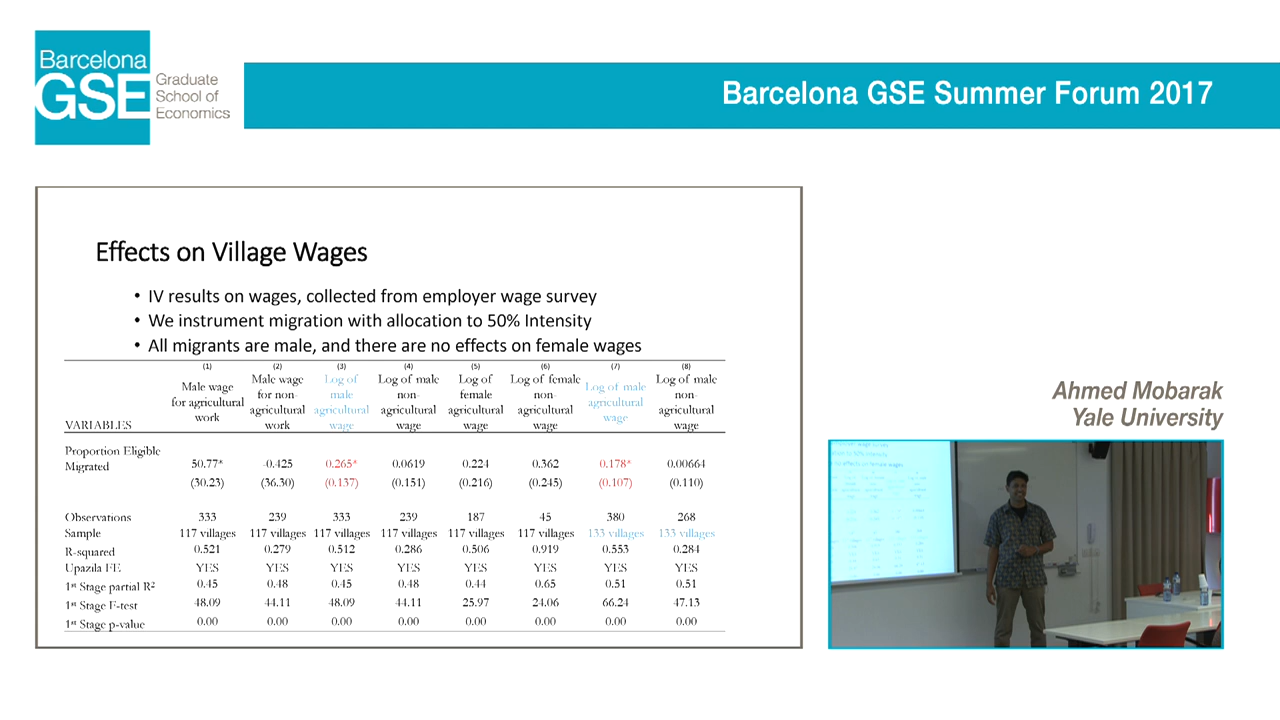 Barcelona
GSE
Graduate
School of
Economics
Barcelona GSE Summer Forum 2017
Effects on Village Wages
• IV results on wages, collected from employer wage survey
• We instrument migration with allocation to 50% Intensity
• All migrants are male, and there are no effects on female wages
(1) (2) (3) (4) (5) (6) (7) (8)
VARIABLES Male wage for agricultural work Male wage for non-agricultural work Log of male agricultural wage Log of male non-agricultural wage Log of female agricultural wage Log of female non-agricultural wage Log of male agricultural wage Log of male non-agricultural wage
Proportion Eligible
Migrated 50.77* -0.425 0.265* 0.0619 0.224 0.362 0.178* 0.00664
(30.23) (36.30) (0.137) (0.151) (0.216) (0.245) (0.107) (0.110)
Observations 333 239 333 239 187 45 380 268
Sample 117 villages 117 villages 117 villages 117 villages 117 villages 117 villages 133 villages 133 villages
R-squared 0.521 0.279 0.512 0.286 0.506 0.919 0.553 0.284
Upazila FE YES YES YES YES YES YES YES YES
1st Stage partial R² 0.45 0.48 0.45 0.48 0.44 0.65 0.51 0.51
1st Stage F-test 48.09 44.11 48.09 44.11 25.97 24.06 66.24 47.13
1st Stage p-value 0.00 0.00 0.00 0.00 0.00 0.00 0.00 0.00
Ahmed Mobarak
Yale University